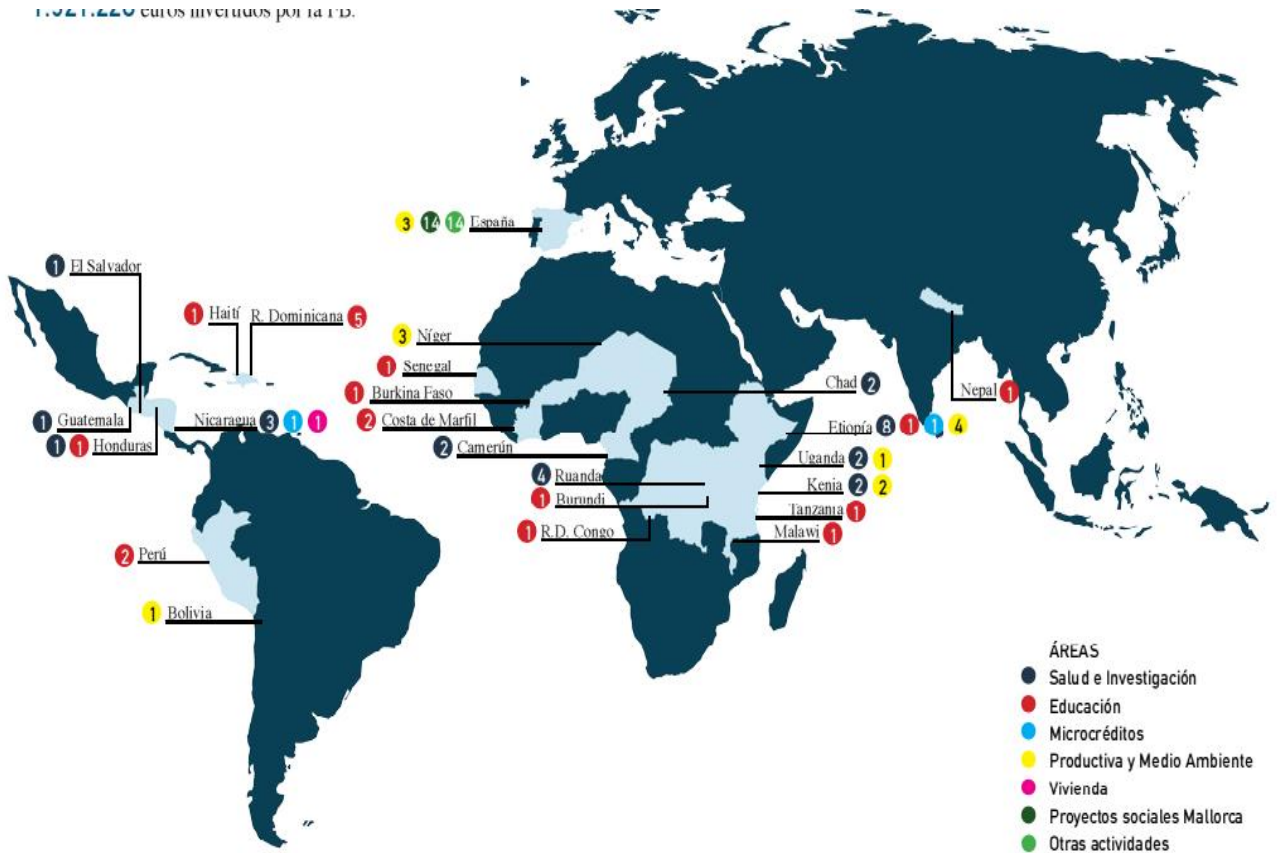 euros invertidos por la FB.
3 14 14 España
1 El Salvador
1 Haití R. Dominicana 5
3 Níger
1 Senegal
Chad 2
Nepal 1
1 Burkina Faso
1 Guatemala Nicaragua 3 1 1
2 Costa de Marfil
Etiopía 8 1 1 4
1 1 Honduras
2 Camerún
Uganda 2 1
4 Ruanda
Kenia 2 2
1 Burundi
Tanzania 1
1 R.D. Congo
Malawi 1
2 Perú
1 Bolivia
ÁREAS
Salud e Investigación
Educación
Microcréditos
Productiva y Medio Ambiente
Vivienda
Proyectos sociales Mallorca
Otras actividades